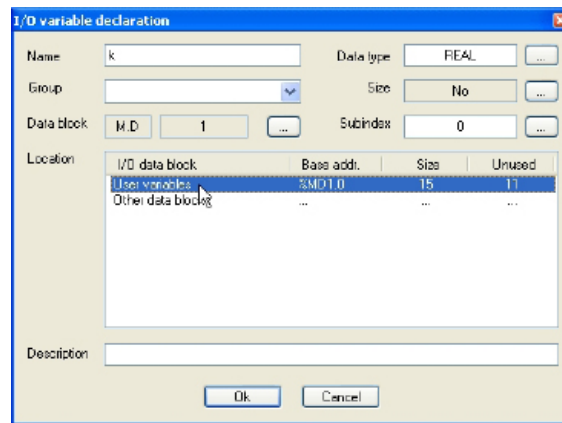 I/O variable declaration
Name k Data type REAL ...
Group Size No
Data block M.D 1 ... Subindex 0 ...
Location I/O data block Base addr. Size Unused
User variables %MD1.0 15 11
Other data blocks ... ... ...
Description
Ok Cancel